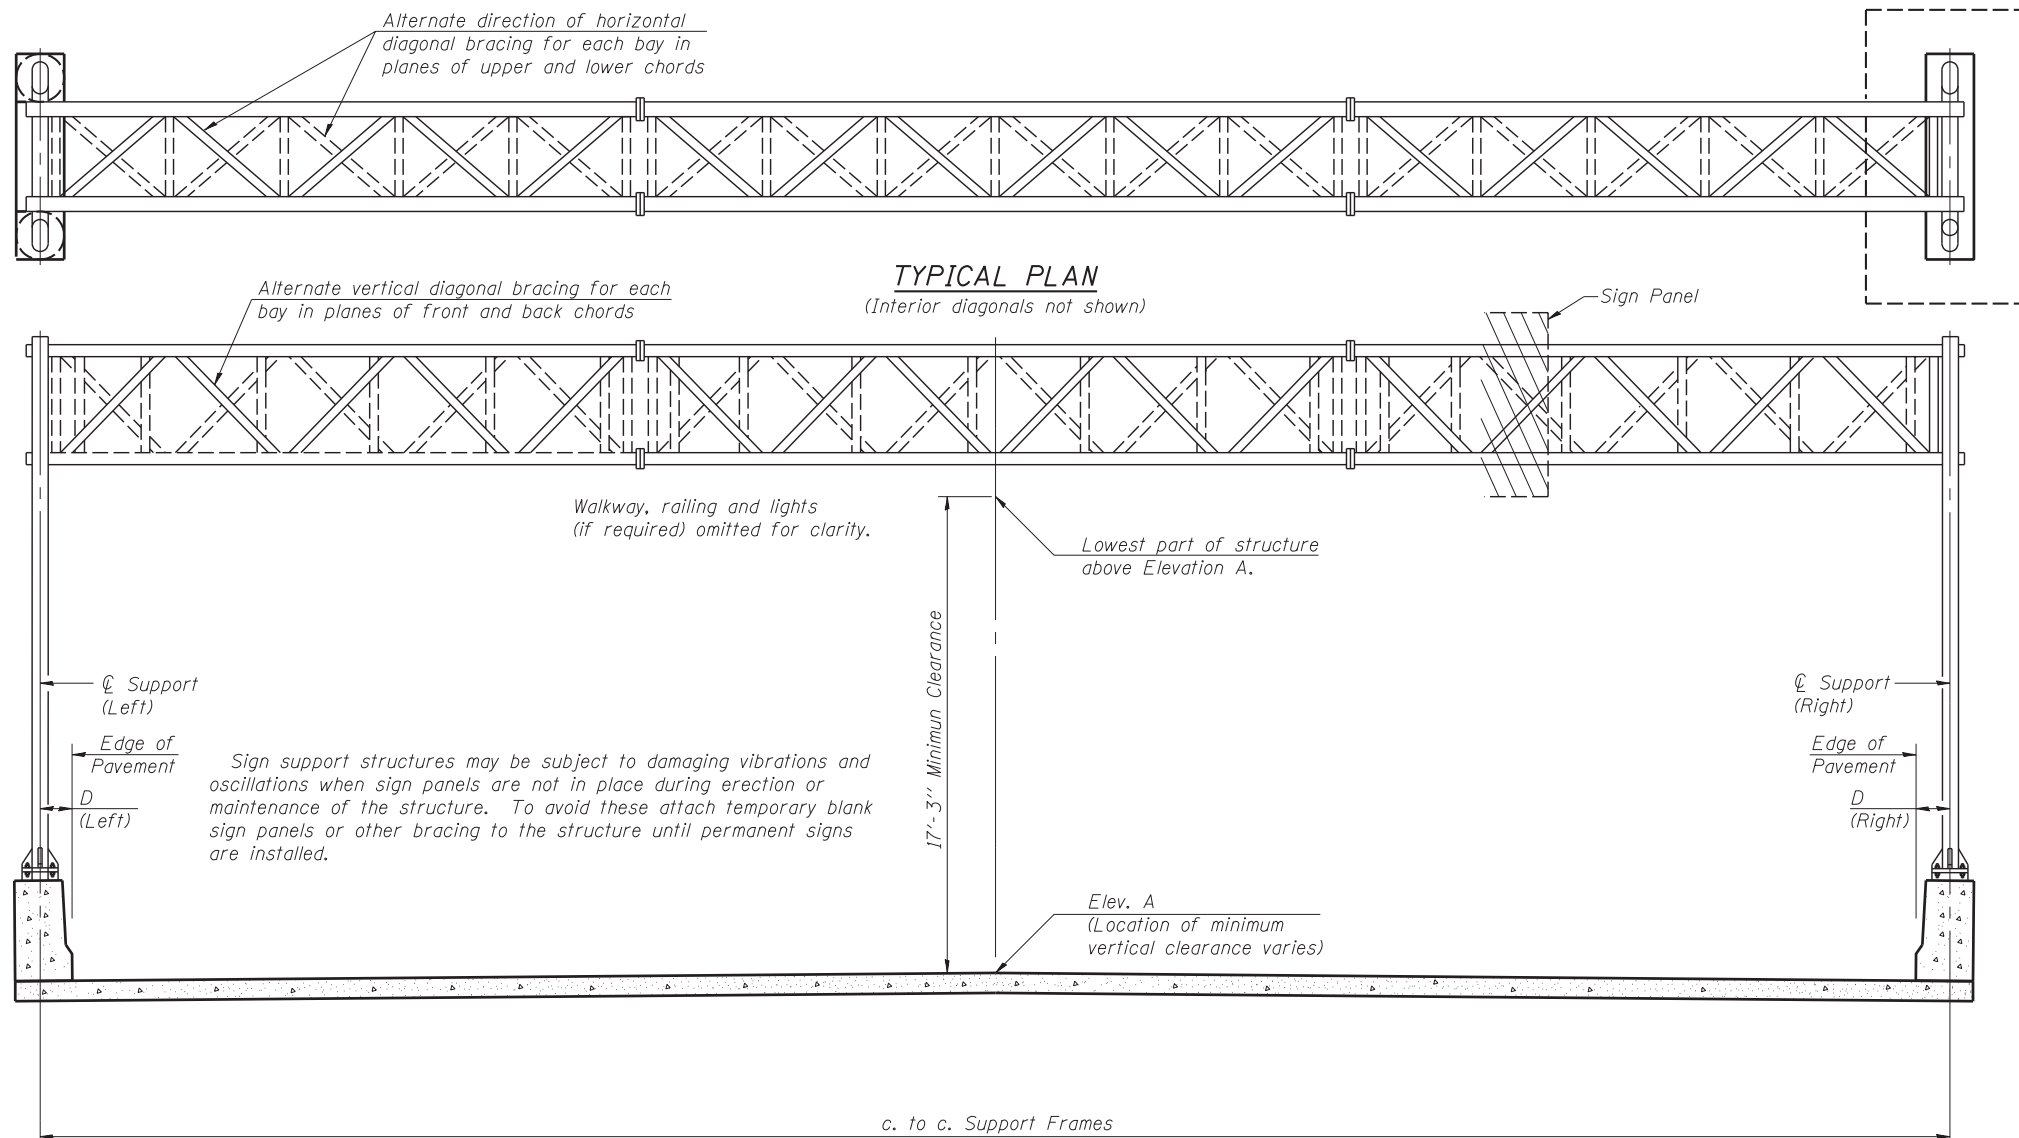 Alternate direction of horizontal
diagonal bracing for each bay in
planes of upper and lower chords
TYPICAL PLAN
(Interior diagonals not shown)
Alternate vertical diagonal bracing for each
bay in planes of front and back chords
Sign Panel
Walkway, railing and lights
(if required) omitted for clarity.
Lowest part of structure
above Elevation A.
17'-3'' Minimun Clearance
℄ Support
(Left)
℄ Support
(Right)
Edge of
Pavement
Edge of
Pavement
D
(Left)
D
(Right)
Sign support structures may be subject to damaging vibrations and
oscillations when sign panels are not in place during erection or
maintenance of the structure. To avoid these attach temporary blank
sign panels or other bracing to the structure until permanent signs
are installed.
Elev. A
(Location of minimum
vertical clearance varies)
c. to c. Support Frames